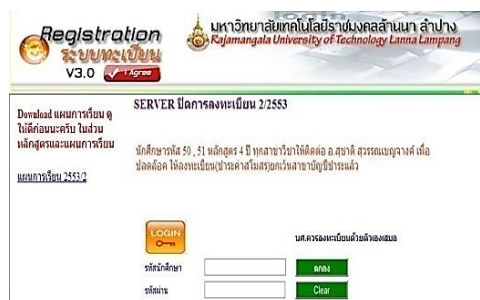 Registration
ระบบทะเบียน
V3.0 I Agree
มหาวิทยาลัยเทคโนโลยีราชมงคลล้านนา ลำปาง
Rajamangala University of Technology Lanna Lampang
Download แผนการเรียน ดู
ให้ดีก่อนนะครับ ในส่วน
หลักสูตรและแผนการเรียน
แผนการเรียน 2553/2
SERVER ปิดการลงทะเบียน 2/2553
นักศึกษารหัส 50 , 51 หลักสูตร 4 ปี ทุกสาขาวิชาให้ติดต่อ อ.สุชาติ สุวรรณเบญจางค์ เพื่อ
ปลดล๊อค ให้ลงทะเบียน(ชำระค่าสโมสร)ยกเว้นสาขาบัญชีชำระแล้ว
LOGIN
นศ.ควรลงทะเบียนด้วยตัวเองเสมอ
รหัสนักศึกษา
ตกลง
รหัสผ่าน
Clear